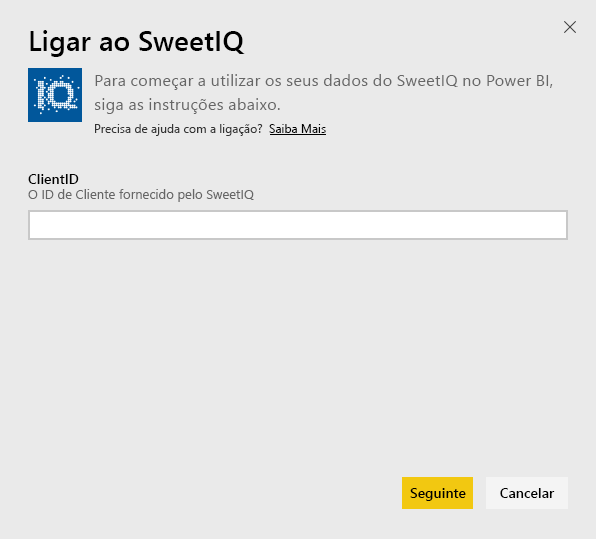 Ligar ao SweetIQ
IQ
Para começar a utilizar os seus dados do SweetIQ no Power BI,
siga as instruções abaixo.
Precisa de ajuda com a ligação? Saiba Mais
ClientID
O ID de Cliente fornecido pelo SweetIQ
Seguinte
Cancelar